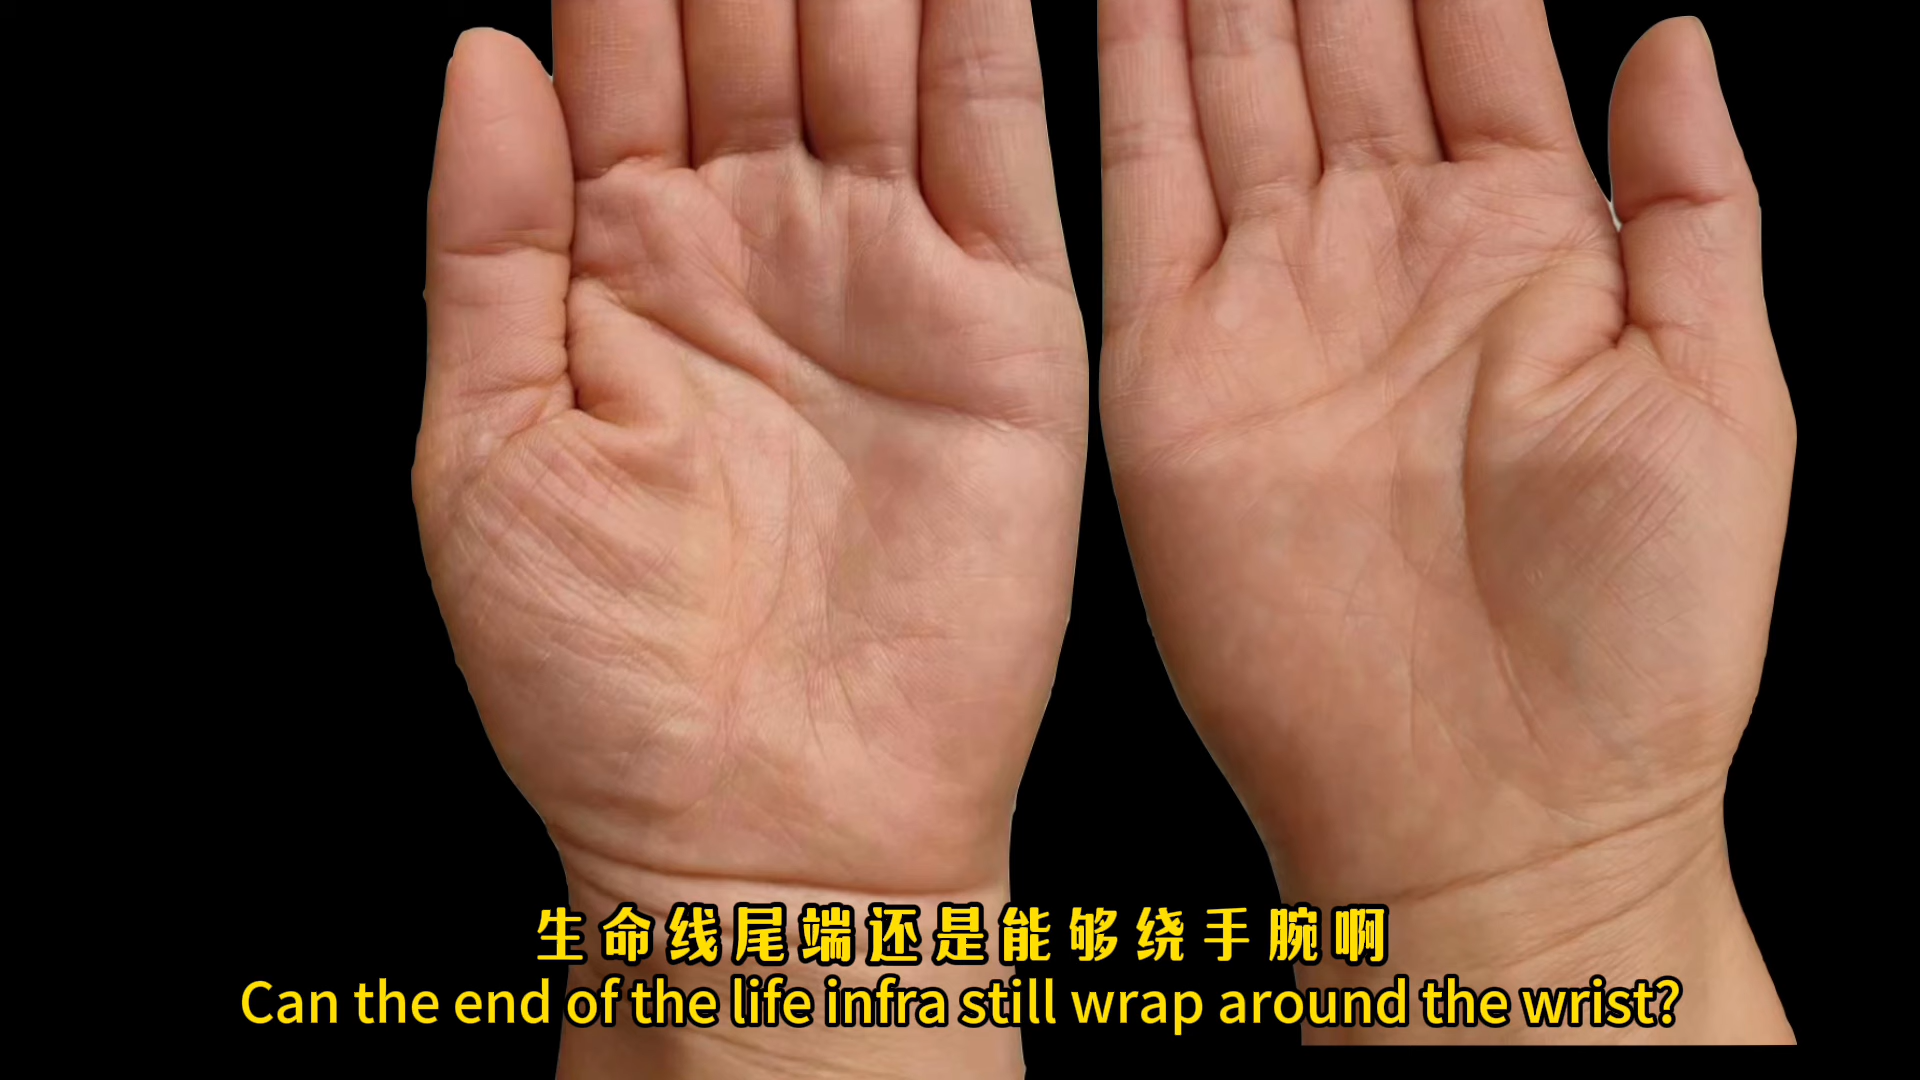 生命线尾端还是能够绕手腕啊
Can the end of the life infra still wrap around the wrist?